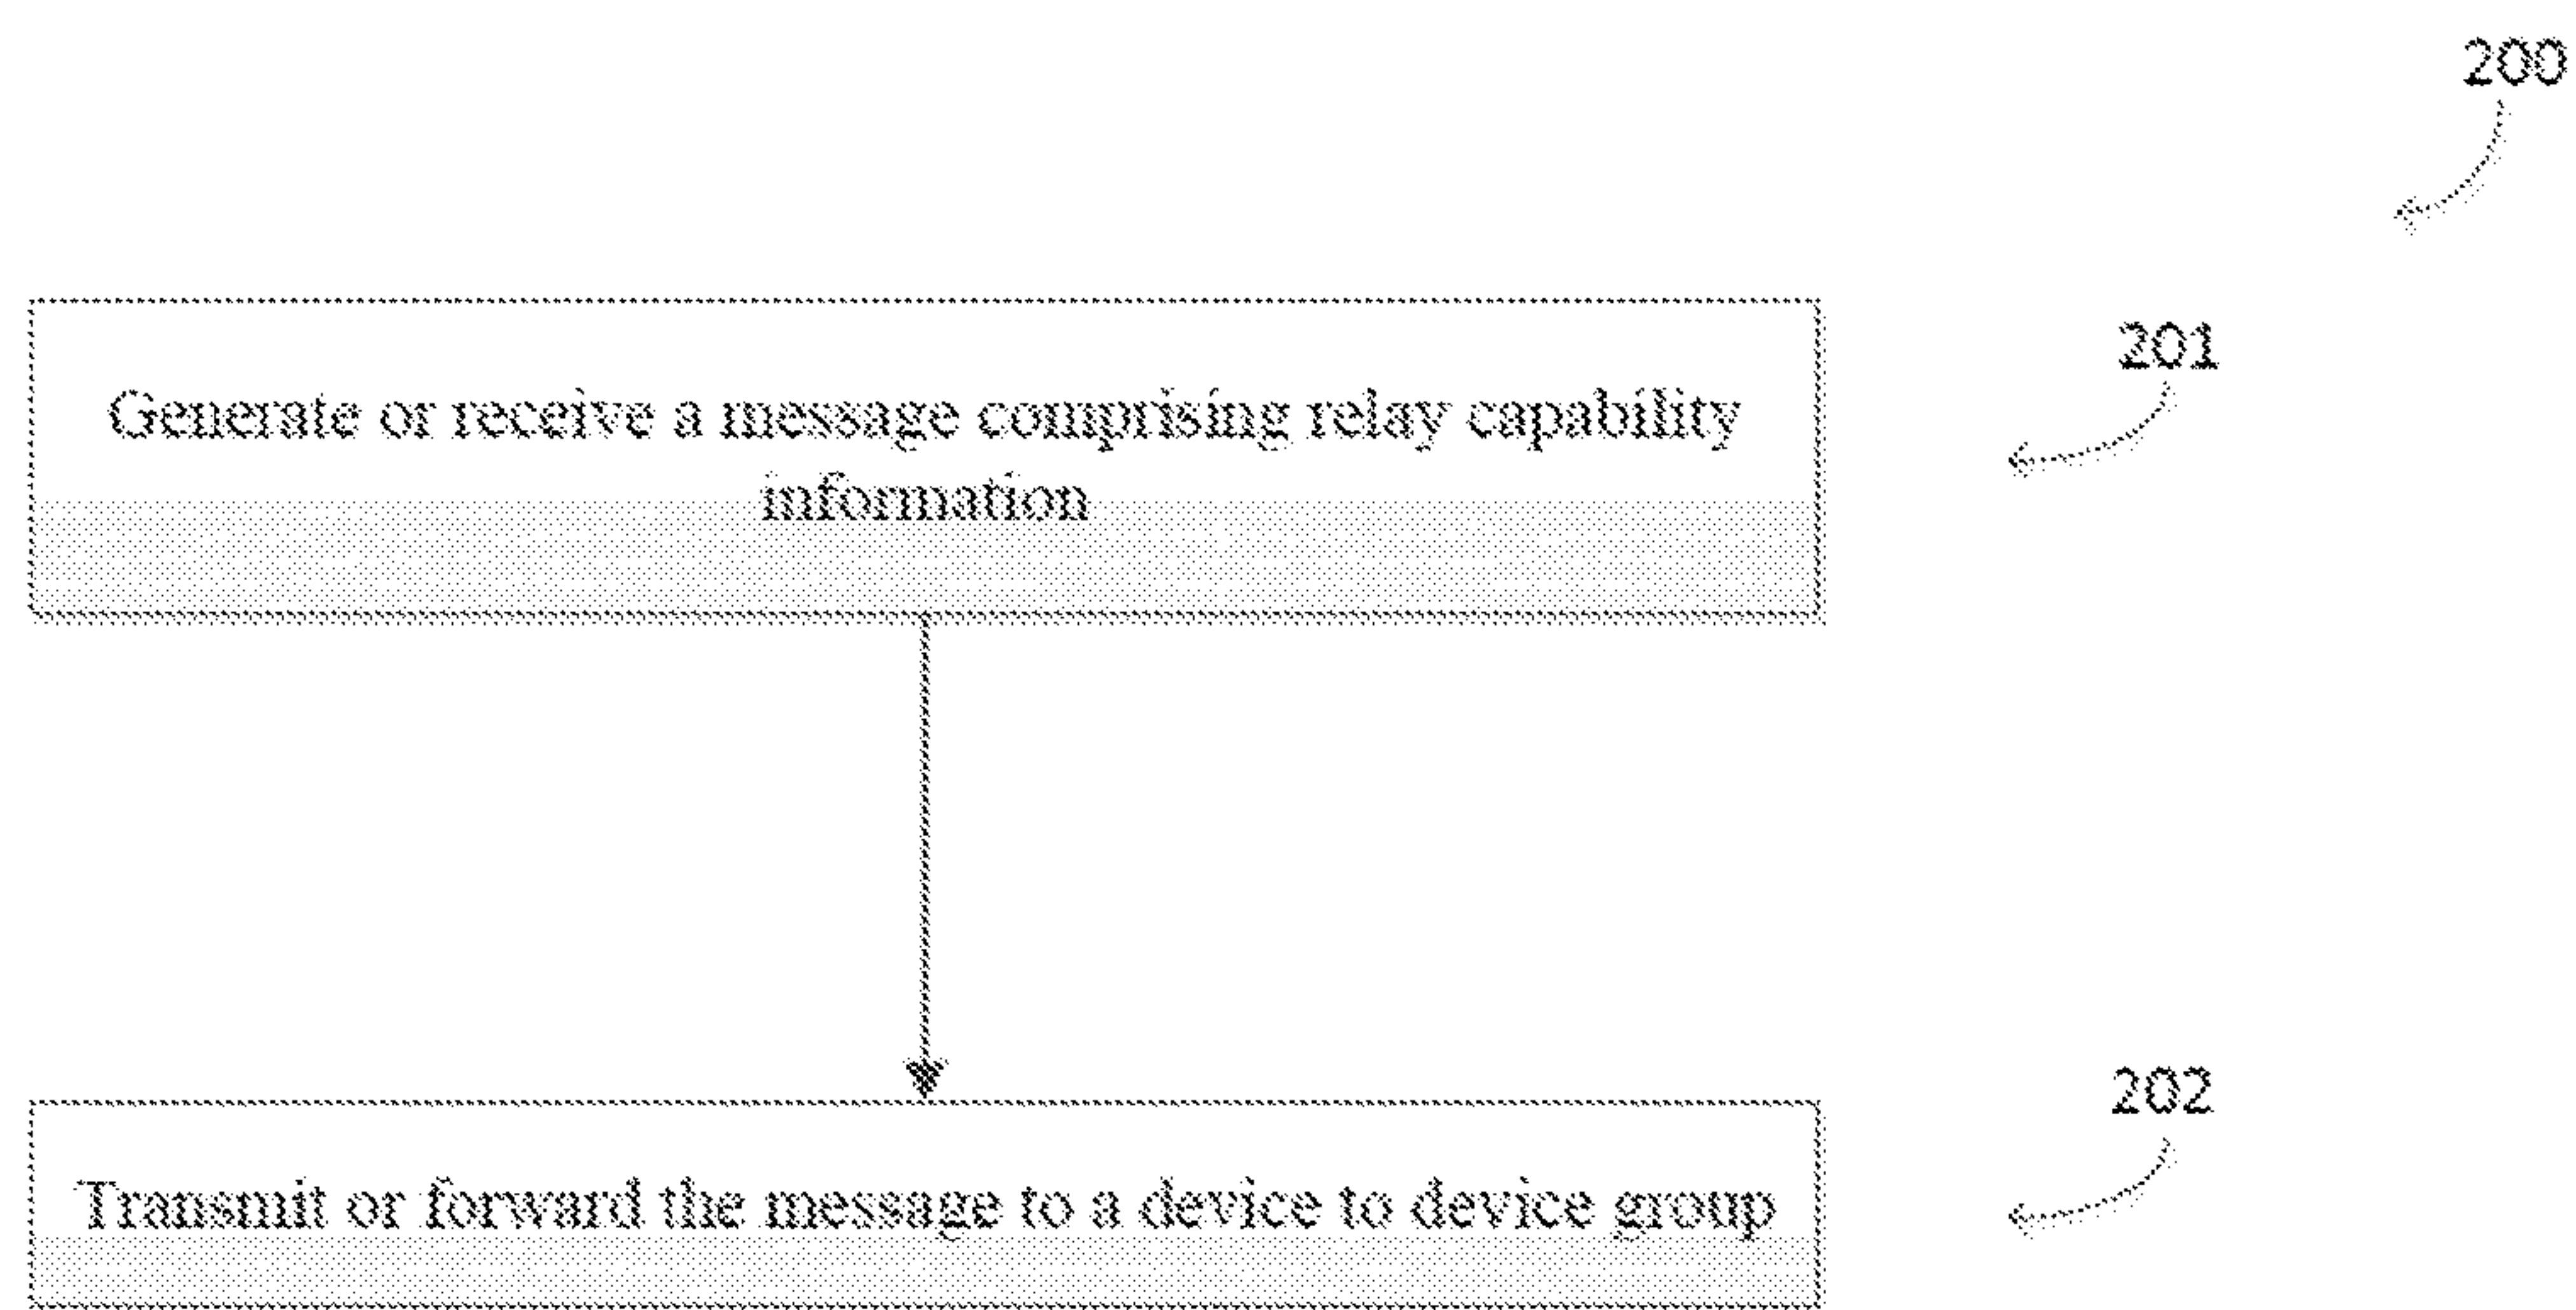 200
201
Generate or receive a message comprising relay capability
information
202
Transmit or forward the message to a device to device group